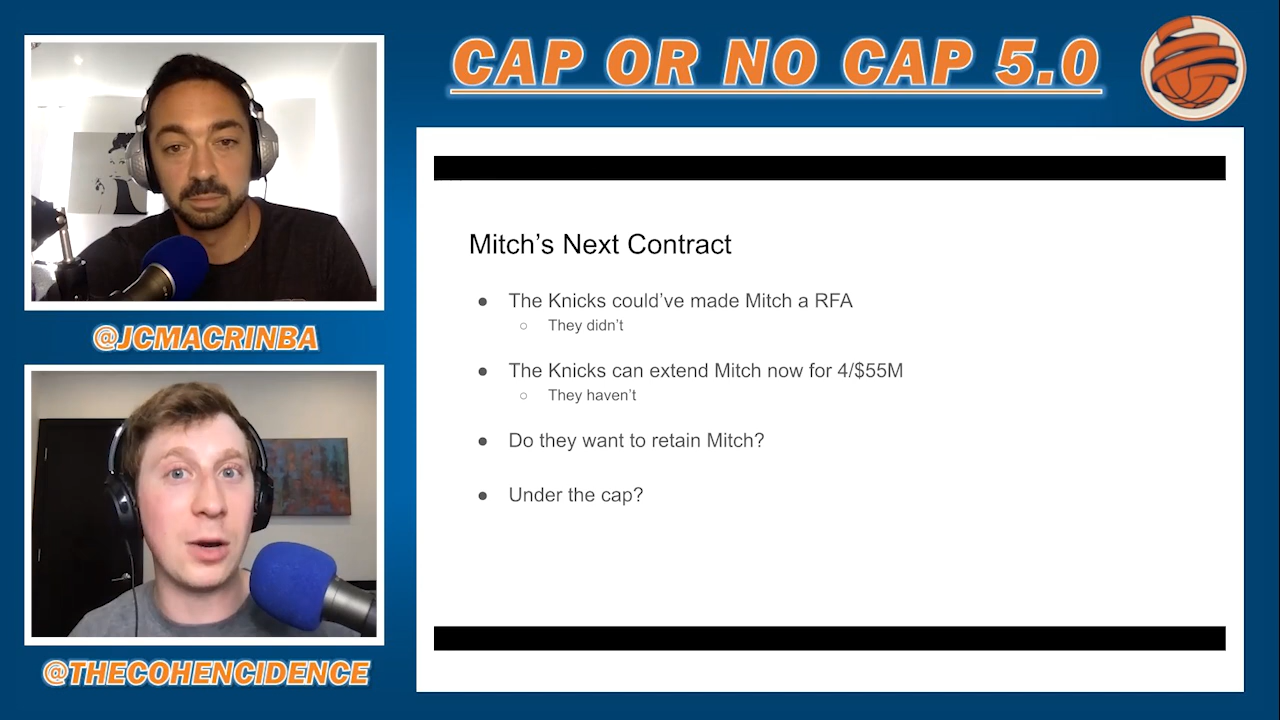 CAP OR NO CAP 5.0
@JCMACRINBA
@THECOHENCIDENCE
Mitch’s Next Contract
● The Knicks could’ve made Mitch a RFA
○ They didn’t
● The Knicks can extend Mitch now for 4/$55M
○ They haven’t
● Do they want to retain Mitch?
● Under the cap?